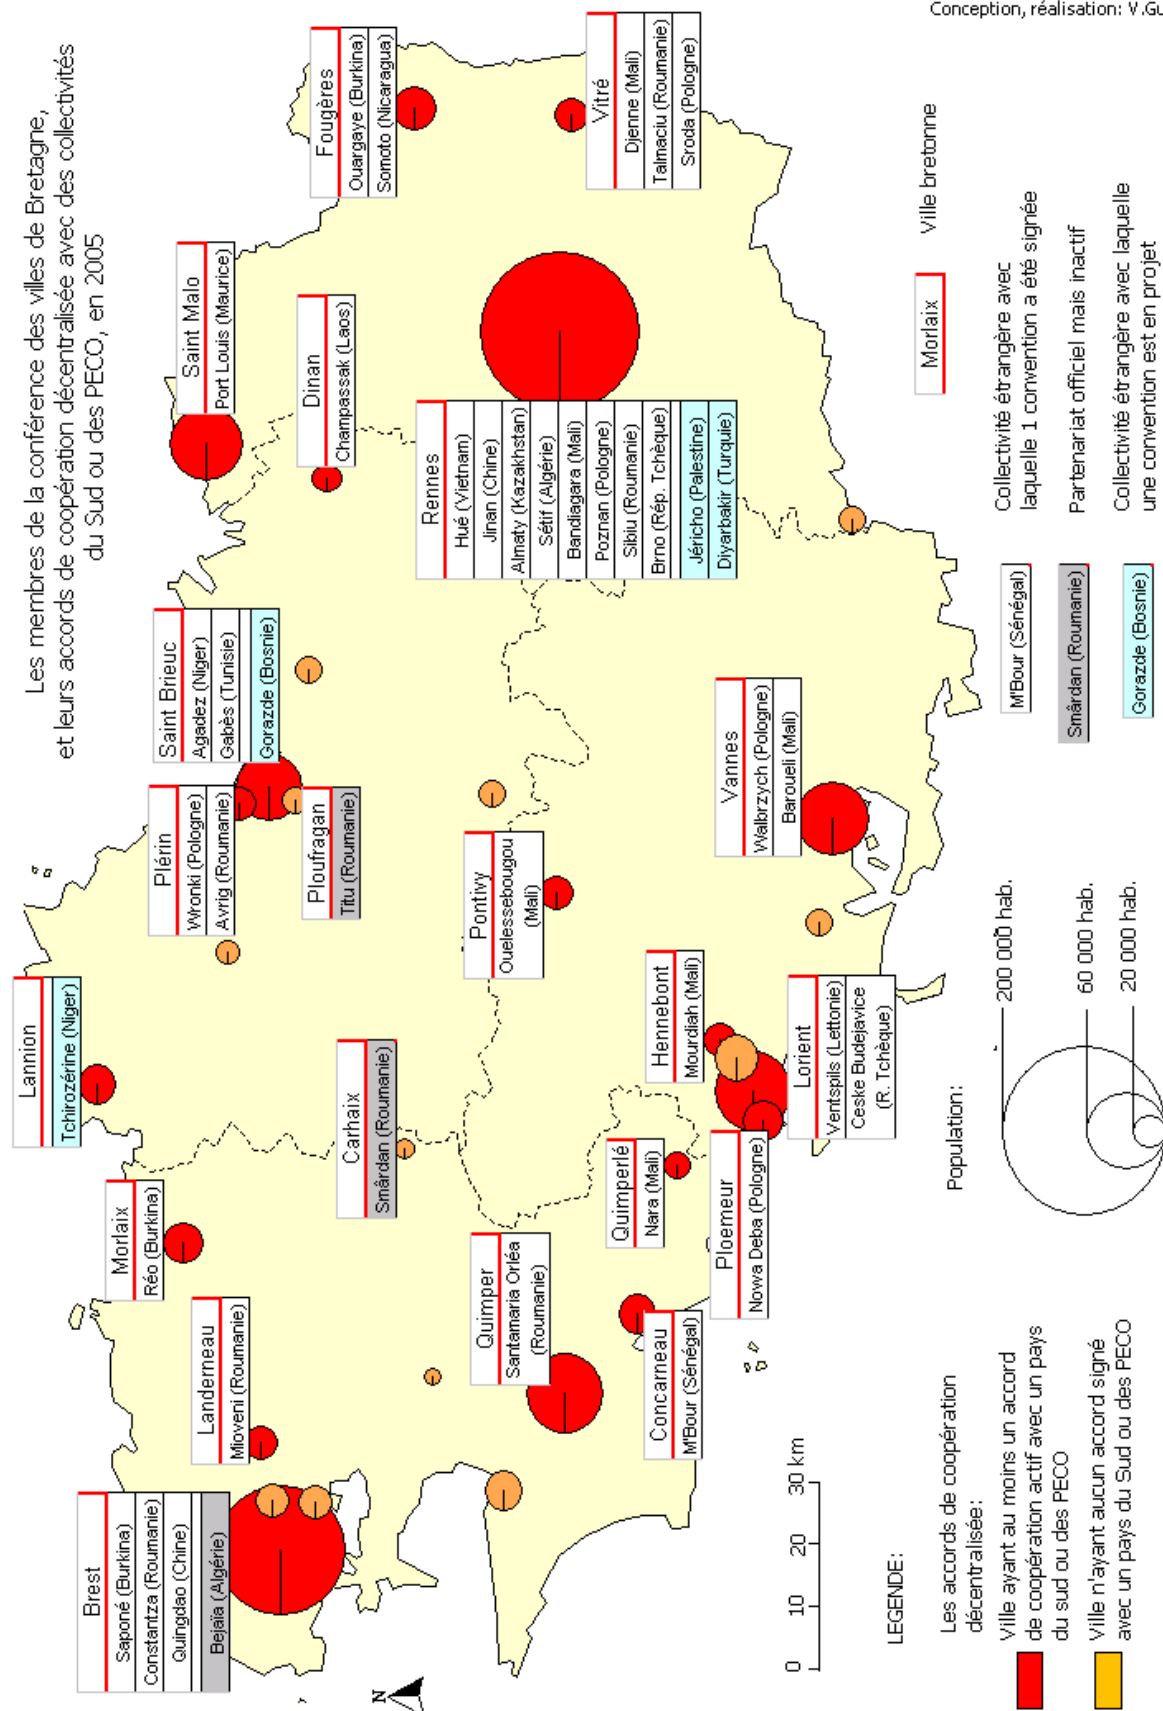 Les membres de la conférence des villes de Bretagne,
et leurs accords de coopération décentralisée avec des collectivités
du Sud ou des PECO, en 2005
Conception, réalisation: V.Gu
Brest
Saponé (Burkina)
Constantza (Roumanie)
Quingdao (Chine)
Bejaïa (Algérie)
Landerneau
Mioveni (Roumanie)
Morlaix
Réo (Burkina)
Lannion
Tchirozérine (Niger)
Carhaix
Smârdan (Roumanie)
Plérin
Wronki (Pologne)
Avrig (Roumanie)
Saint Brieuc
Agadez (Niger)
Gabès (Tunisie)
Gorazde (Bosnie)
Ploufragan
Titu (Roumanie)
Saint Malo
Port Louis (Maurice)
Dinan
Champassak (Laos)
Fougères
Ouargaye (Burkina)
Somoto (Nicaragua)
Vitré
Djenne (Mali)
Talmaciu (Roumanie)
Sroda (Pologne)
Rennes
Hué (Vietnam)
Jinan (Chine)
Almaty (Kazakhstan)
Sétif (Algérie)
Bandiagara (Mali)
Poznan (Pologne)
Sibiu (Roumanie)
Brno (Rép. Tchèque)
Jéricho (Palestine)
Diyarbakir (Turquie)
Quimper
Santamaria Orléa
(Roumanie)
Concarneau
M'Bour (Sénégal)
Quimperlé
Nara (Mali)
Ploemeur
Nowa Deba (Pologne)
Hennebont
Mourdiah (Mali)
Lorient
Ventspils (Lettonie)
Ceske Budejavice
(R. Tchèque)
Pontivy
Ouelessebougou
(Mali)
Vannes
Walbrzych (Pologne)
Baroueli (Mali)
N
0 10 20 30 km
LEGENDE:
Les accords de coopération
décentralisée:
Ville ayant au moins un accord
de coopération actif avec un pays
du sud ou des PECO
Ville n'ayant aucun accord signé
avec un pays du Sud ou des PECO
Population:
200 000 hab.
60 000 hab.
20 000 hab.
Morlaix
Ville bretonne
M'Bour (Sénégal)
Collectivité étrangère avec
laquelle 1 convention a été signée
Smârdan (Roumanie)
Partenariat officiel mais inactif
Gorazde (Bosnie)
Collectivité étrangère avec laquelle
une convention est en projet